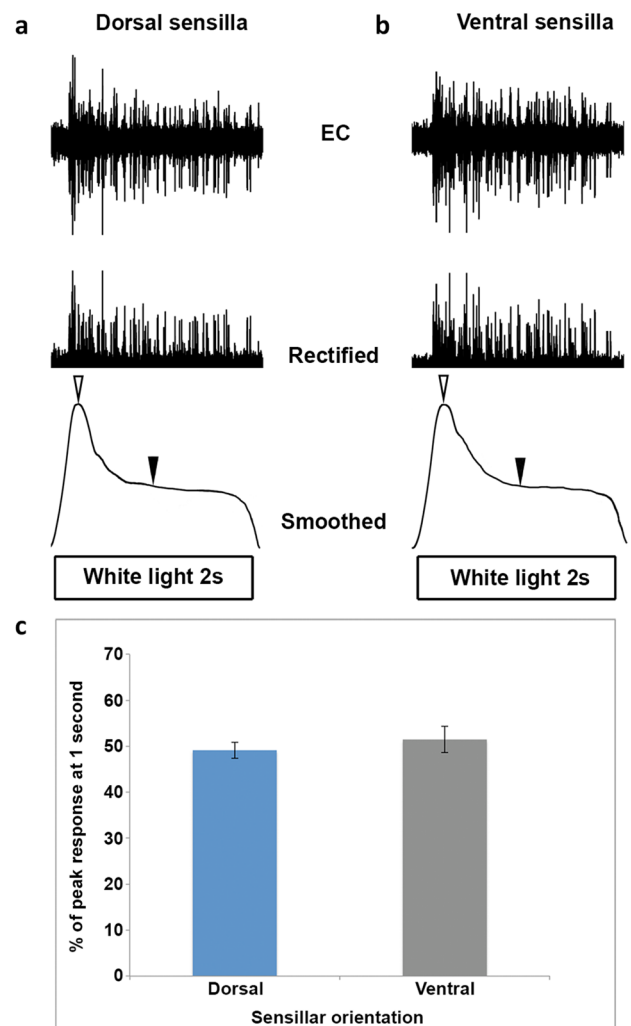 a Dorsal sensilla
b Ventral sensilla
EC
Rectified
Smoothed
White light 2s
White light 2s
c
% of peak response at 1 second
70
60
50
40
30
20
10
0
Dorsal Ventral
Sensillar orientation